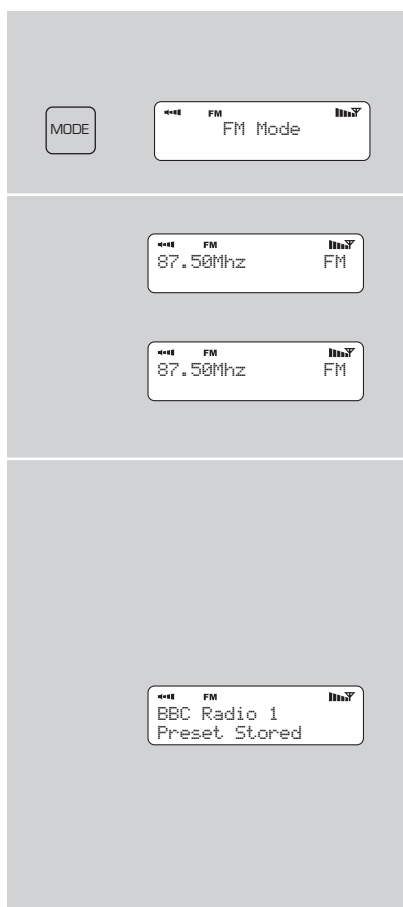 MODE
FM
FM Mode
FM
87.50Mhz FM
FM
87.50Mhz FM
FM
BBC Radio 1
Preset Stored